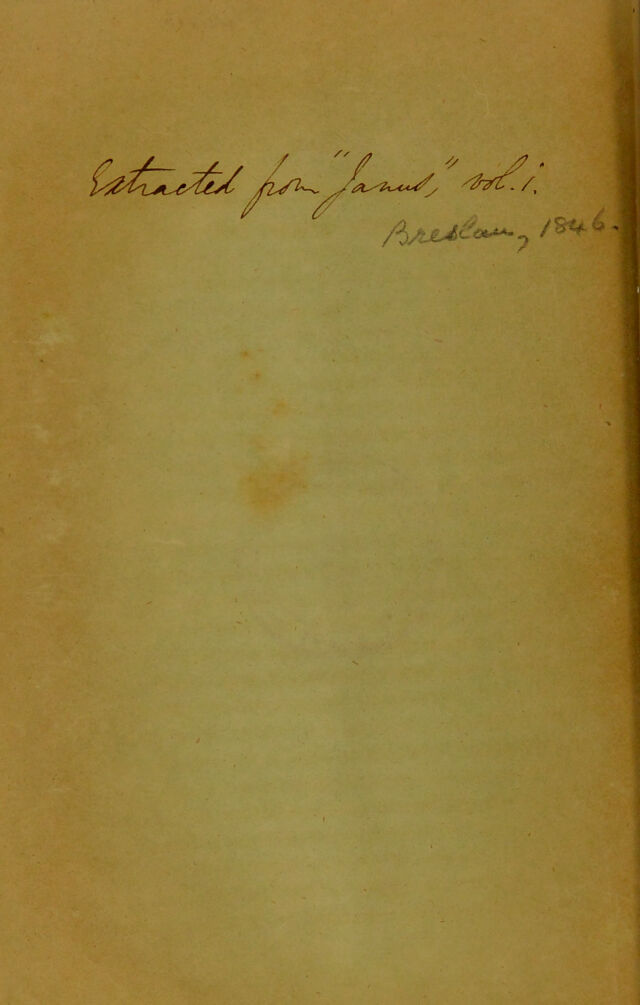 Extracted from "Janus," vol. i.
Breslau, 1846.